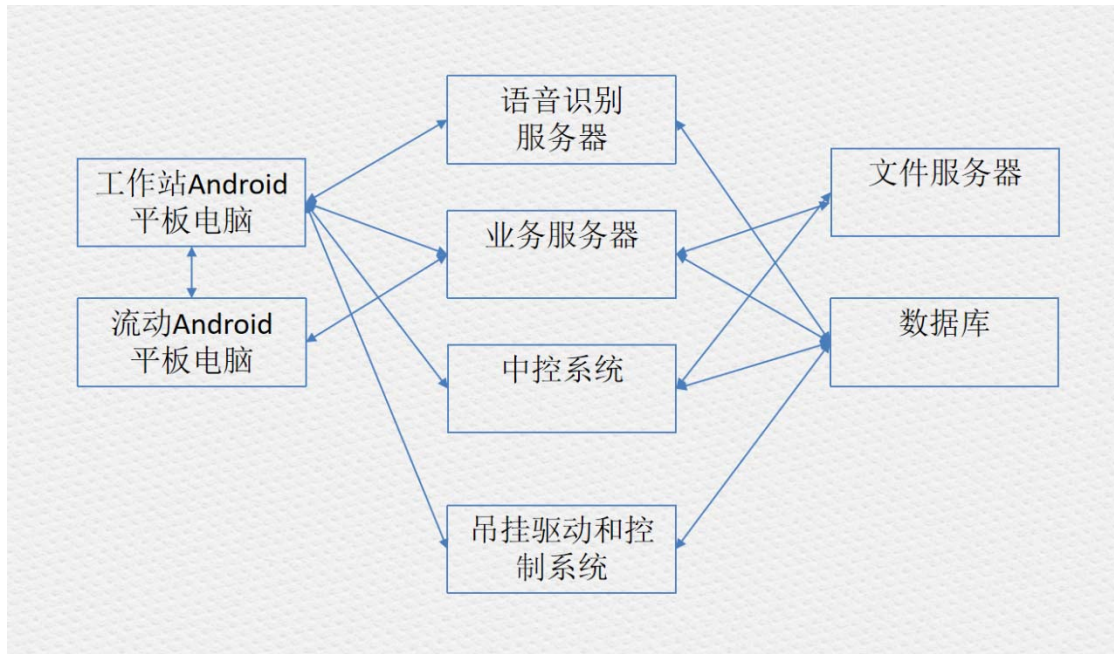 语音识别
服务器
工作站Android
平板电脑
文件服务器
业务服务器
流动Android
平板电脑
数据库
中控系统
吊挂驱动和控
制系统